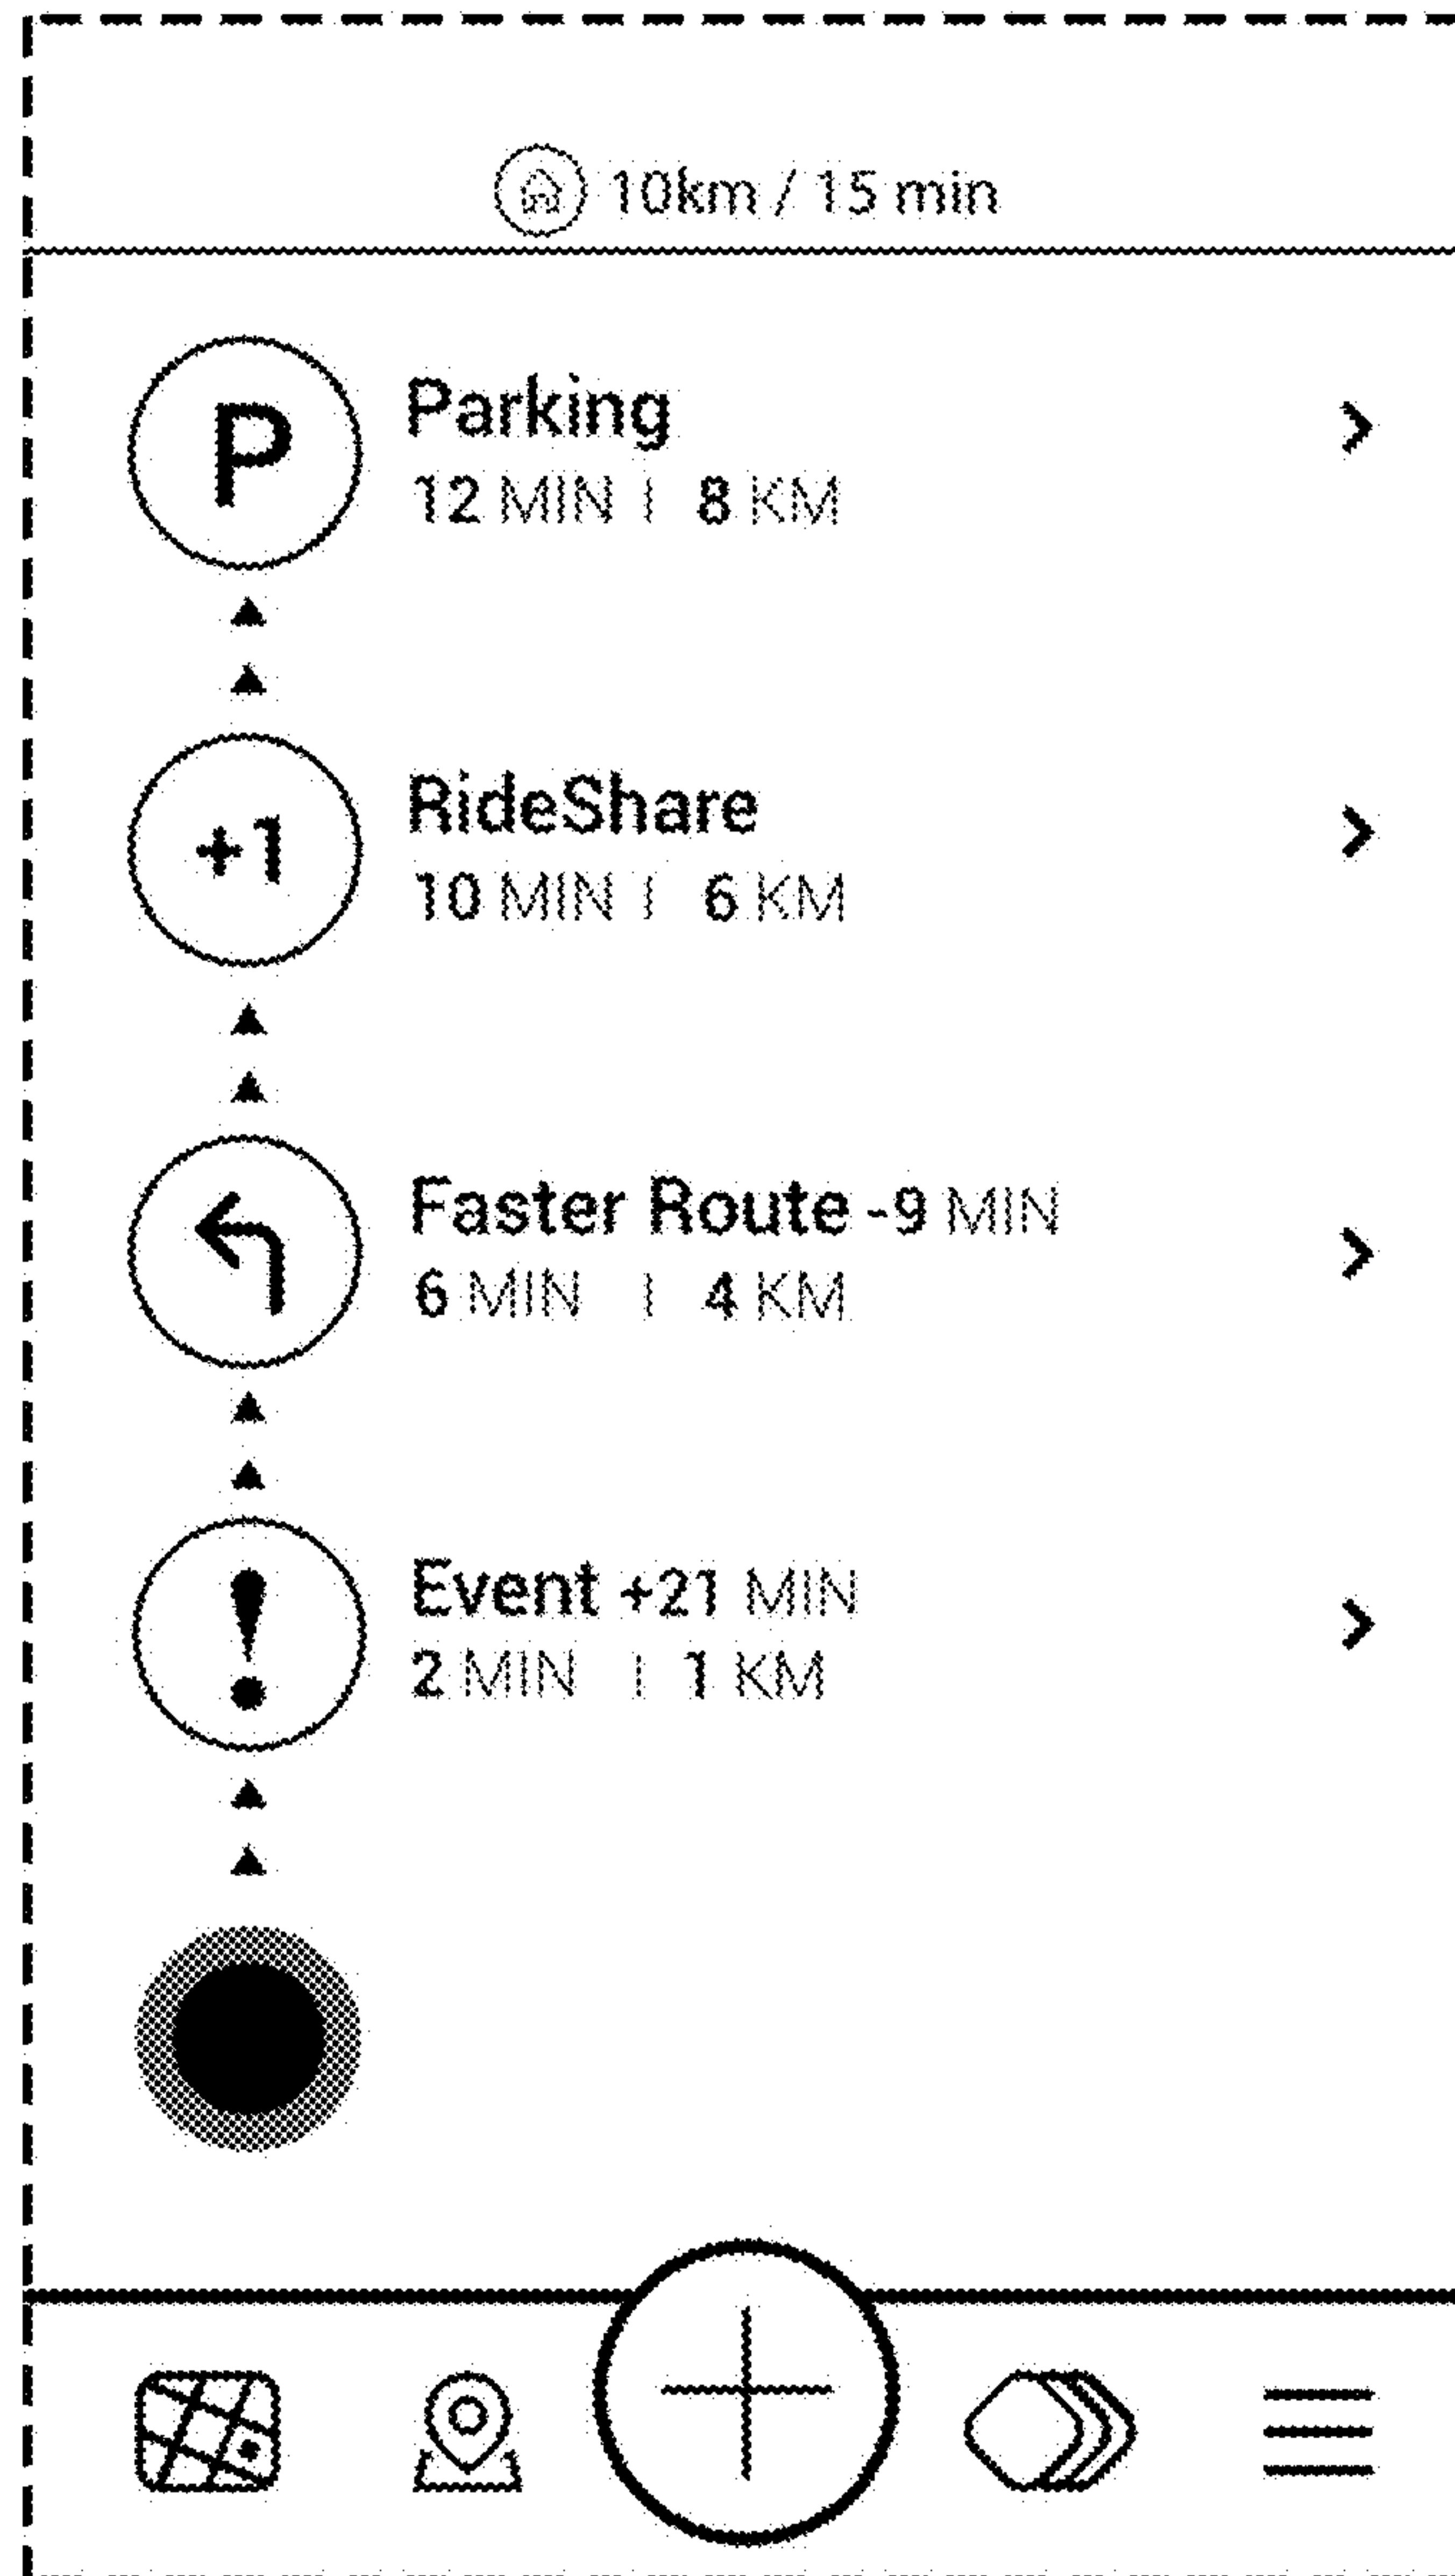 10km / 15 min
P
Parking
12 MIN | 8 KM
+1
RideShare
10 MIN | 6 KM
Faster Route -9 MIN
6 MIN | 4 KM
!
Event +21 MIN
2 MIN | 1 KM